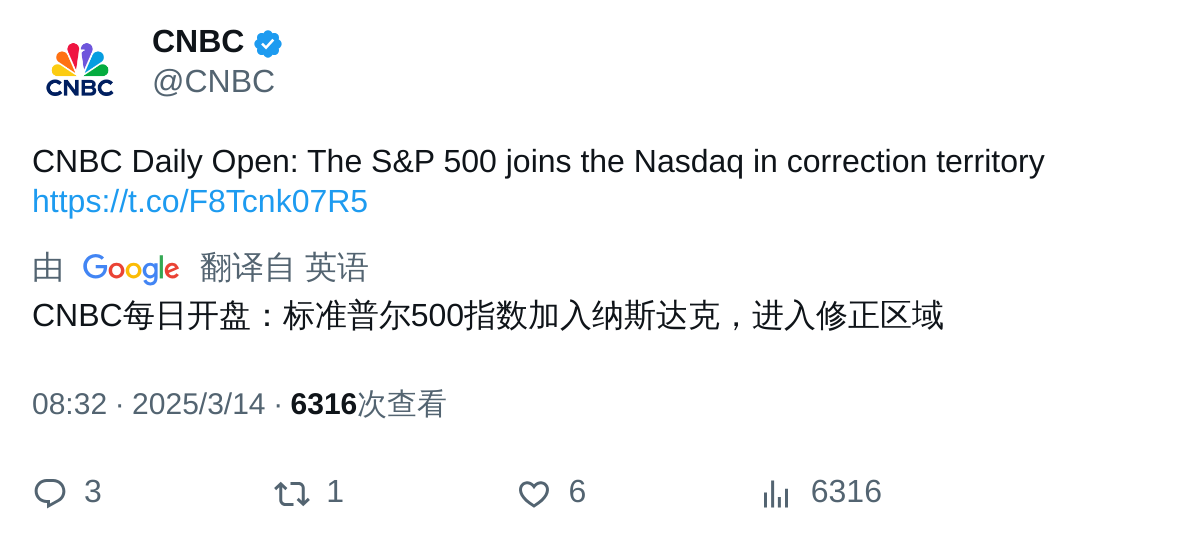 CNBC
CNBC
@CNBC
CNBC Daily Open: The S&P 500 joins the Nasdaq in correction territory
https://t.co/F8Tcnk07R5
由 Google 翻译自 英语
CNBC每日开盘：标准普尔500指数加入纳斯达克，进入修正区域
08:32 · 2025/3/14 · 6316次查看
3 1 6 6316